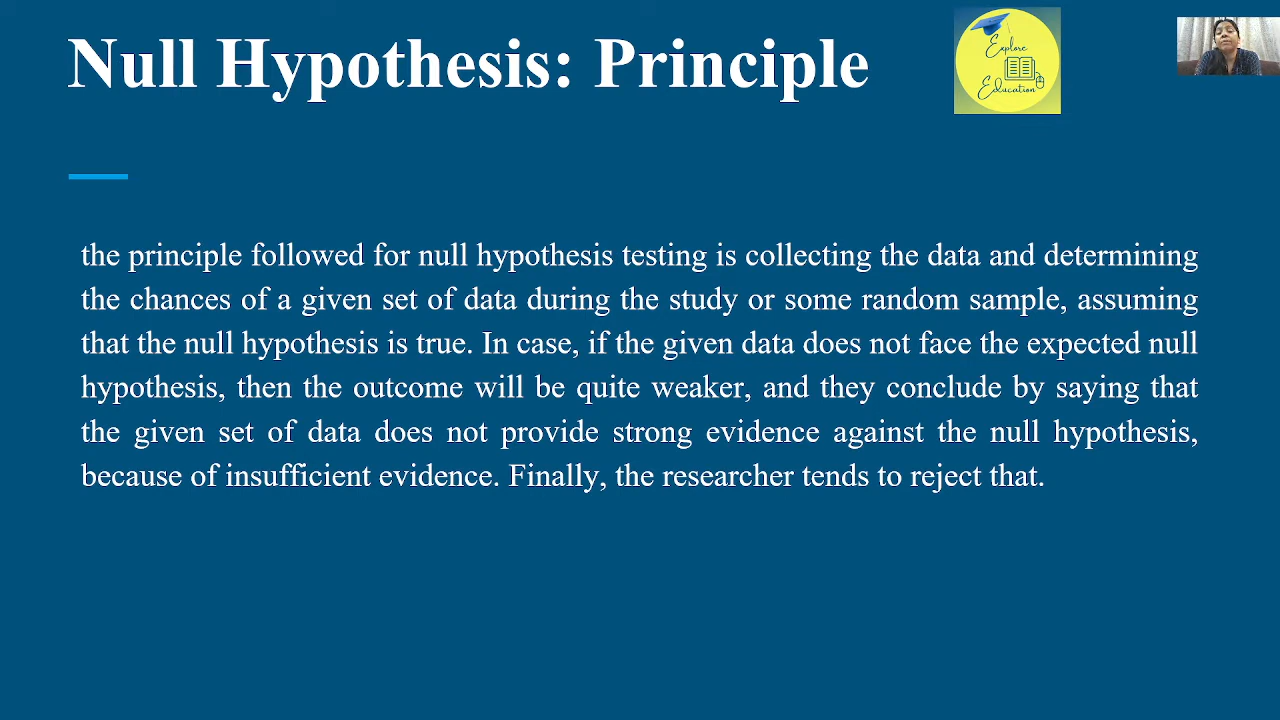 Null Hypothesis: Principle
Explore
Education
the principle followed for null hypothesis testing is collecting the data and determining
the chances of a given set of data during the study or some random sample, assuming
that the null hypothesis is true. In case, if the given data does not face the expected null
hypothesis, then the outcome will be quite weaker, and they conclude by saying that
the given set of data does not provide strong evidence against the null hypothesis,
because of insufficient evidence. Finally, the researcher tends to reject that.